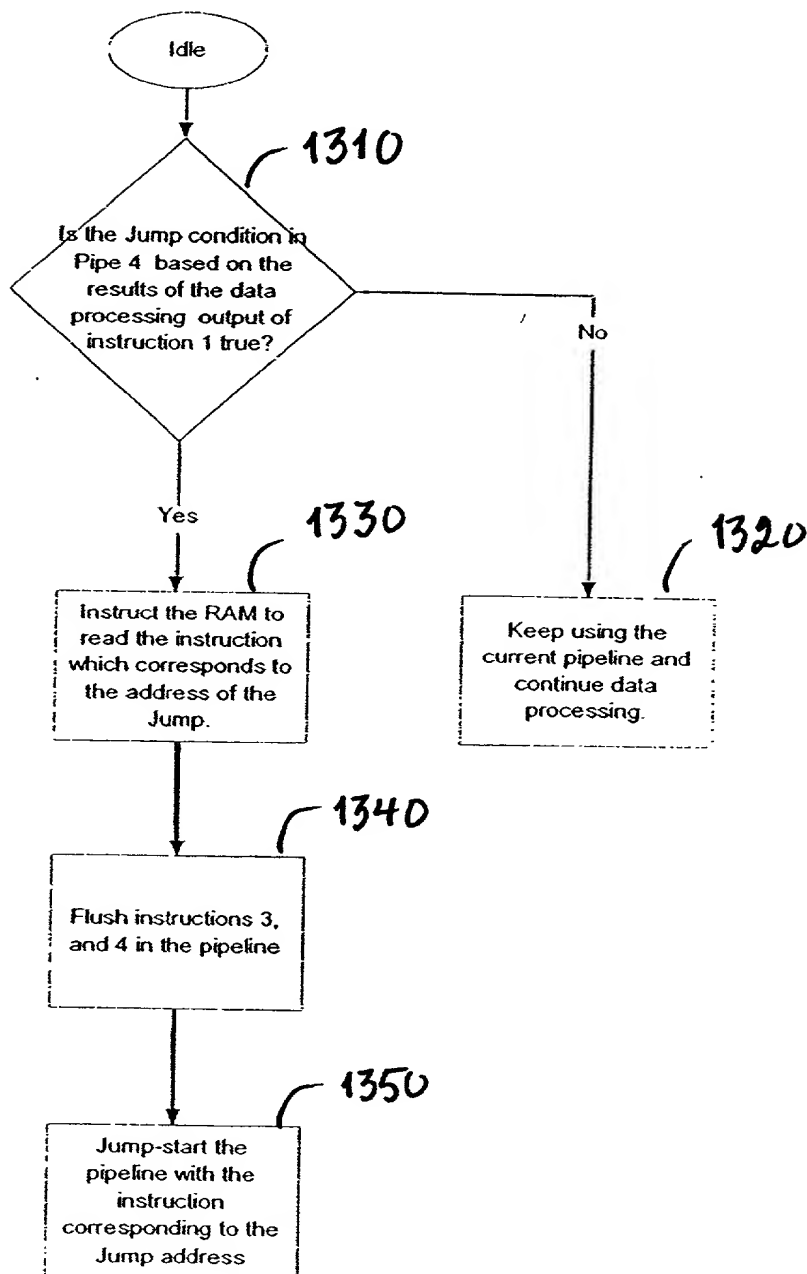 Idle
1310
Is the Jump condition in
Pipe 4 based on the
results of the data
processing output of
instruction 1 true?
No
Yes
1330
1320
Instruct the RAM to
read the instruction
which corresponds to
the address of the
Jump.
Keep using the
current pipeline and
continue data
processing.
1340
Flush instructions 3,
and 4 in the pipeline
1350
Jump-start the
pipeline with the
instruction
corresponding to the
Jump address